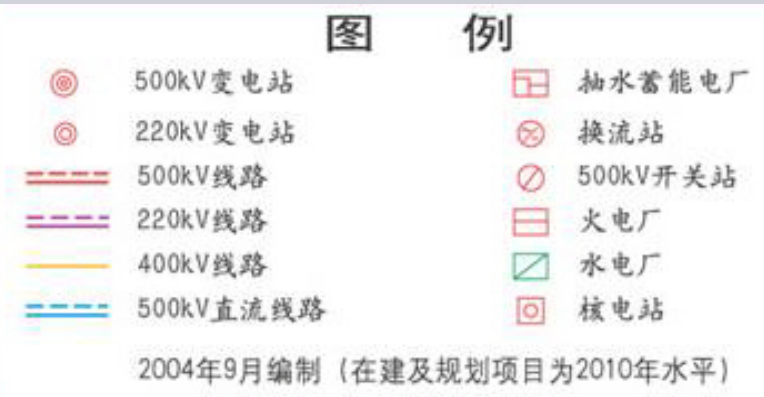 图 例
500kV变电站 抽水蓄能电厂
220kV变电站 换流站
500kV线路 500kV开关站
220kV线路 火电厂
400kV线路 水电厂
500kV直流线路 核电站
2004年9月编制（在建及规划项目为2010年水平）